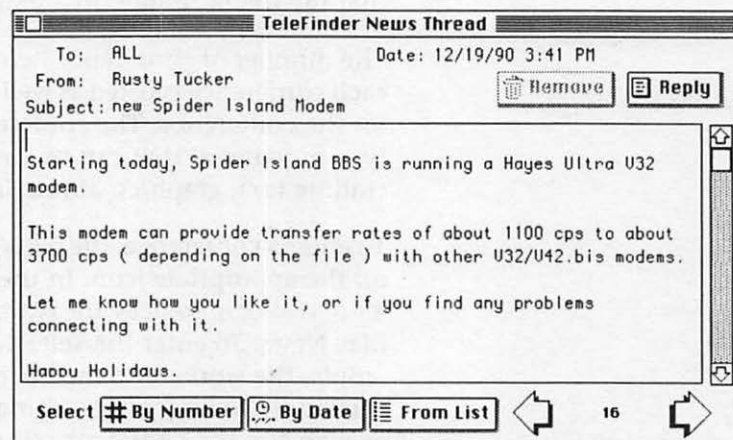 TeleFinder News Thread
To: ALL Date: 12/19/90 3:41 PM
From: Rusty Tucker
Remove Reply
Subject: new Spider Island Modem
Starting today, Spider Island BBS is running a Hayes Ultra V32
modem.
This modem can provide transfer rates of about 1100 cps to about
3700 cps ( depending on the file ) with other V32/V42.bis modems.
Let me know how you like it, or if you find any problems
connecting with it.
Happy Holidays.
Select # By Number By Date From List 16